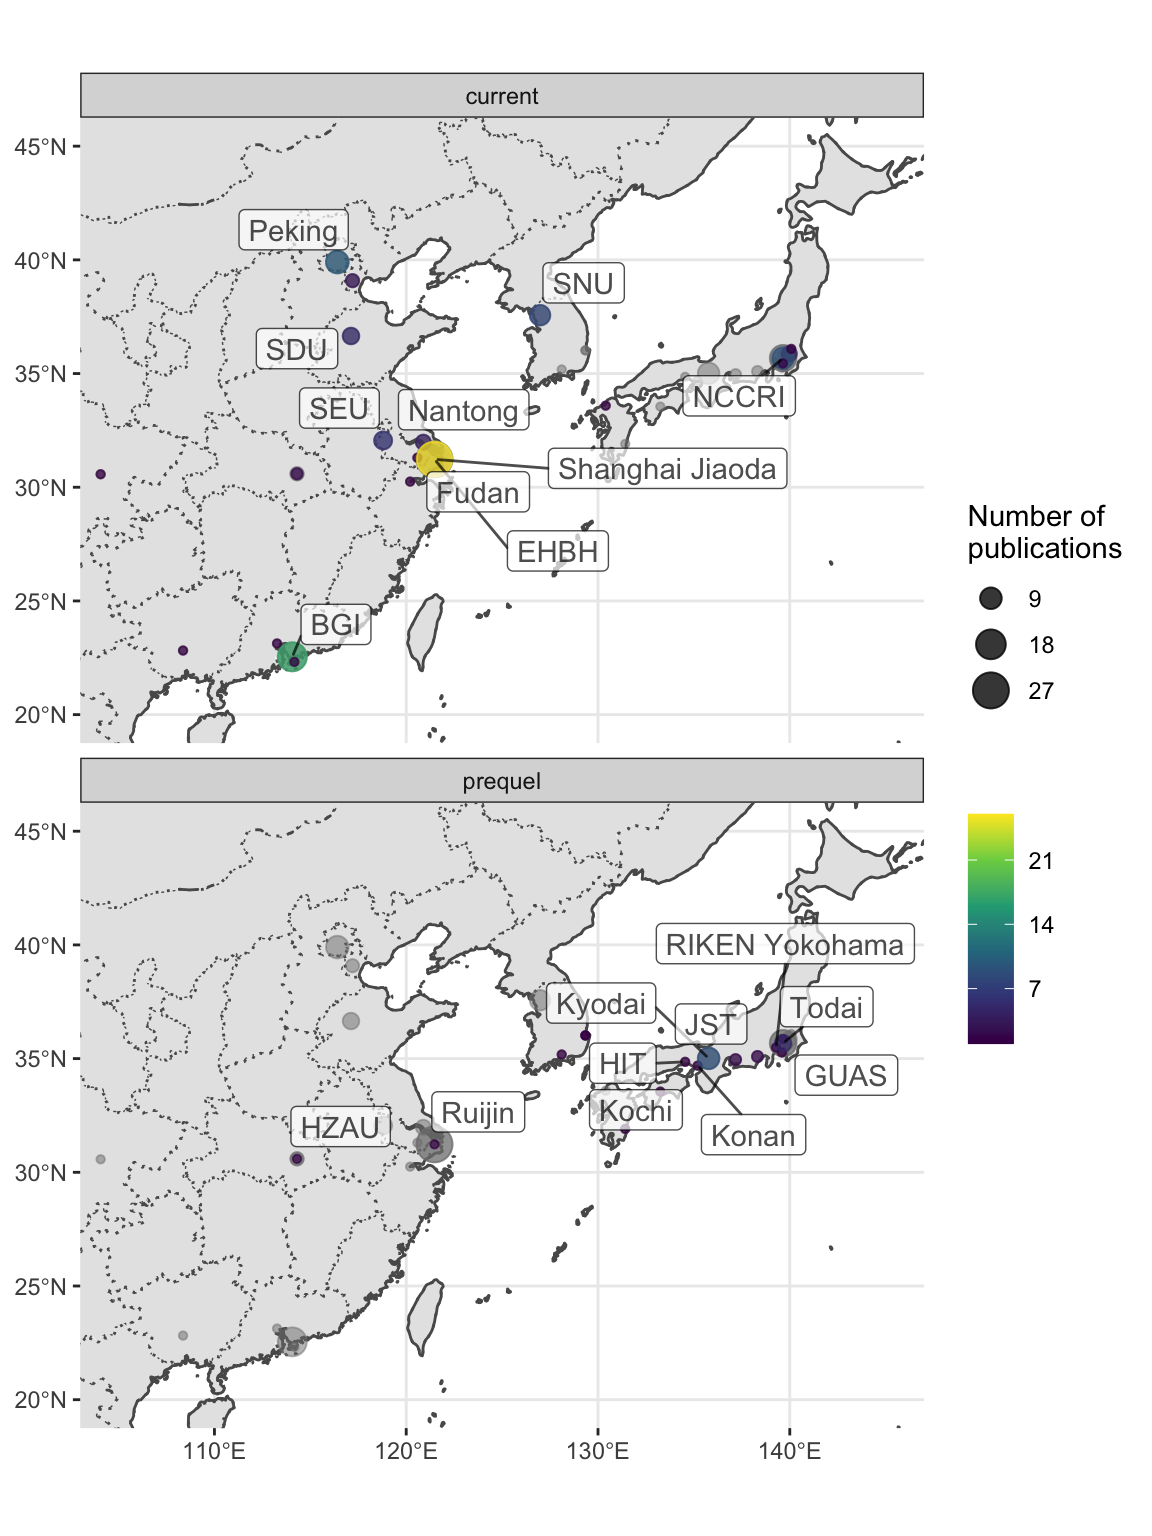 current
45°N
40°N
35°N
30°N
25°N
20°N
Peking
SNU
SDU
NCCRI
SEU
Nantong
Shanghai Jiaoda
Fudan
EHBH
BGI
Number of
publications
9
18
27
prequel
45°N
40°N
35°N
30°N
25°N
20°N
RIKEN Yokohama
Kyodai
Todai
JST
HIT
GUAS
Kochi
Ruijin
HZAU
Konan
21
14
7
110°E
120°E
130°E
140°E